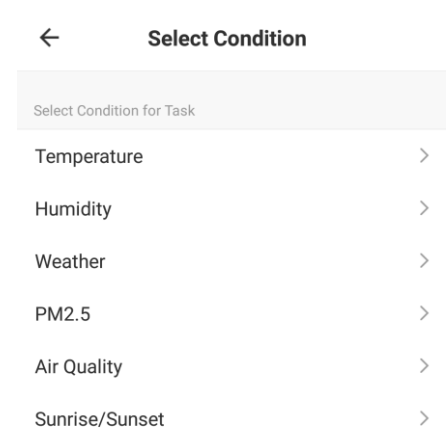 Select Condition
Select Condition for Task
Temperature
Humidity
Weather
PM2.5
Air Quality
Sunrise/Sunset